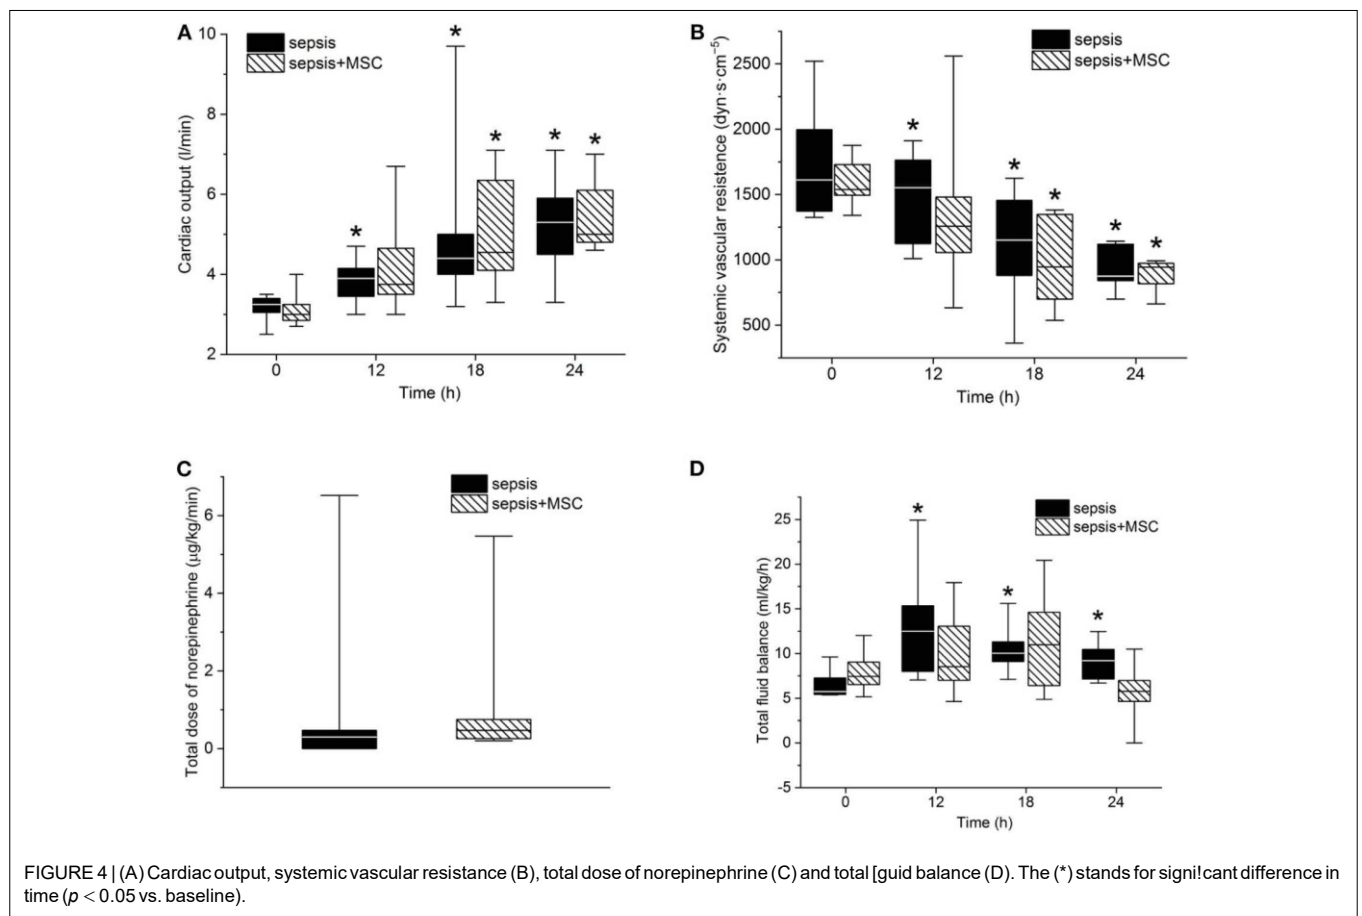 A
sepsis
sepsis+MSC
10
8
6
4
2
Cardiac output (l/min)
*
*
*
*
*
0
12
18
24
Time (h)
B
sepsis
sepsis+MSC
2500
2000
1500
1000
500
Systemic vascular resistence (dyn·s·cm⁻⁵)
*
*
*
*
*
0
12
18
24
Time (h)
C
sepsis
sepsis+MSC
6
4
2
0
Total dose of norepinephrine (μg/kg/min)
D
sepsis
sepsis+MSC
25
20
15
10
5
0
-5
Total fluid balance (ml/kg/h)
*
*
*
0
12
18
24
Time (h)
FIGURE 4 | (A) Cardiac output, systemic vascular resistance (B), total dose of norepinephrine (C) and total [guid balance (D). The (*) stands for signi!cant difference in
time (p < 0.05 vs. baseline).